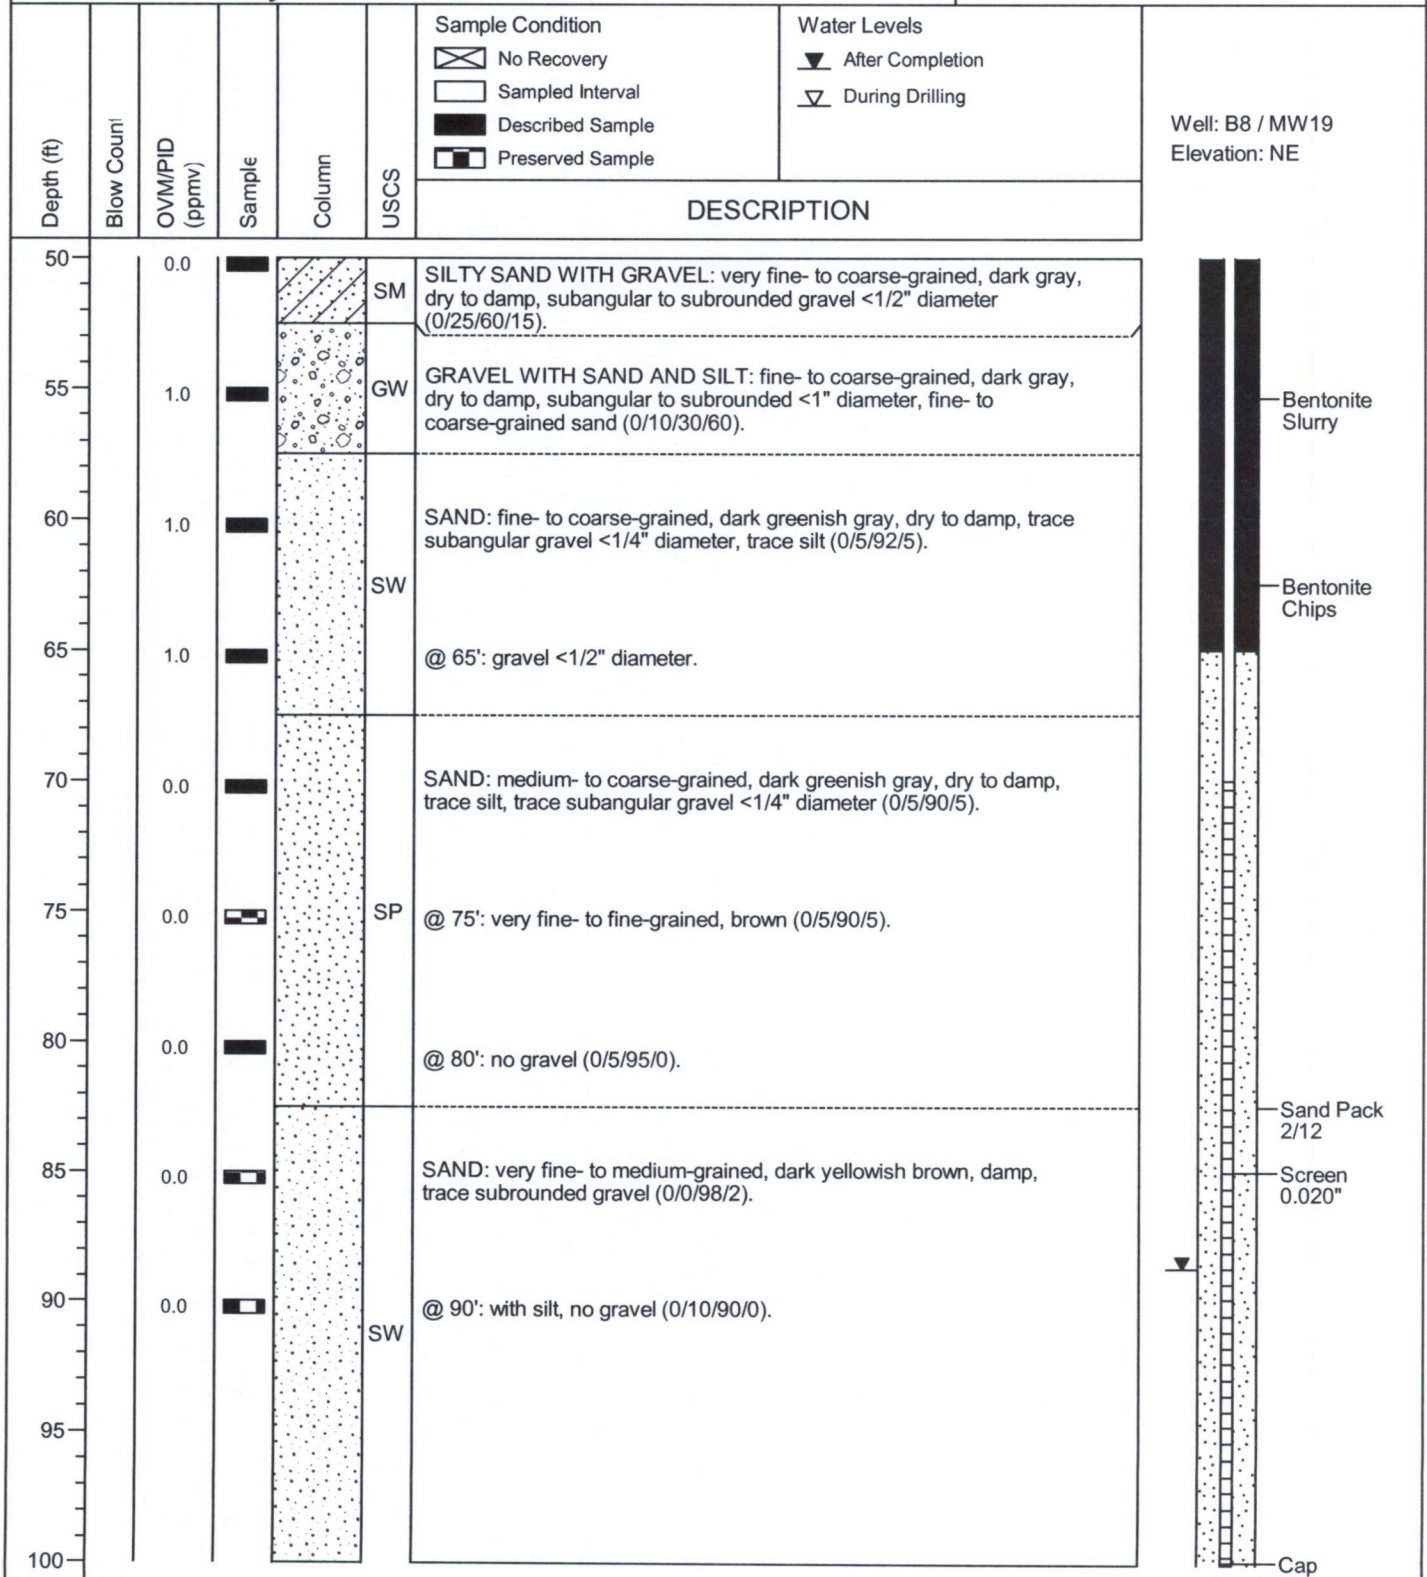 Sample Condition
No Recovery
Sampled Interval
Described Sample
Preserved Sample
Water Levels
After Completion
During Drilling
Well: B8 / MW19
Elevation: NE
Depth (ft)
Blow Count
OVM/PID
(ppmv)
Sample
Column
USCS
DESCRIPTION
50
0.0
SM
SILTY SAND WITH GRAVEL: very fine- to coarse-grained, dark gray,
dry to damp, subangular to subrounded gravel <1/2" diameter
(0/25/60/15).
55
1.0
GW
GRAVEL WITH SAND AND SILT: fine- to coarse-grained, dark gray,
dry to damp, subangular to subrounded <1" diameter, fine- to
coarse-grained sand (0/10/30/60).
Bentonite
Slurry
60
1.0
SAND: fine- to coarse-grained, dark greenish gray, dry to damp, trace
subangular gravel <1/4" diameter, trace silt (0/5/92/5).
SW
Bentonite
Chips
65
1.0
@ 65': gravel <1/2" diameter.
70
0.0
SAND: medium- to coarse-grained, dark greenish gray, dry to damp,
trace silt, trace subangular gravel <1/4" diameter (0/5/90/5).
75
0.0
SP
@ 75': very fine- to fine-grained, brown (0/5/90/5).
80
0.0
@ 80': no gravel (0/5/95/0).
Sand Pack
2/12
85
0.0
SAND: very fine- to medium-grained, dark yellowish brown, damp,
trace subrounded gravel (0/0/98/2).
Screen
0.020"
90
0.0
@ 90': with silt, no gravel (0/10/90/0).
SW
95
100
Cap